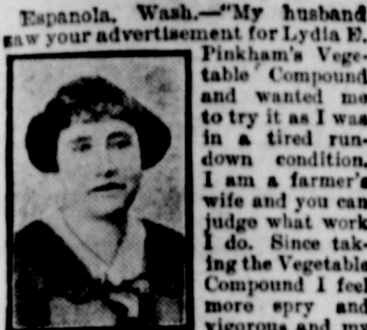 Espanola, Wash.—"My husband
saw your advertisement for Lydia E.
Pinkham's Vege-
table Compound
and wanted me
to try it as I was
in a tired run-
down condition.
I am a farmer's
wife and you can
judge what work
I do. Since tak-
ing the Vegetable
Compound I feel
more spry and
vigorous and my